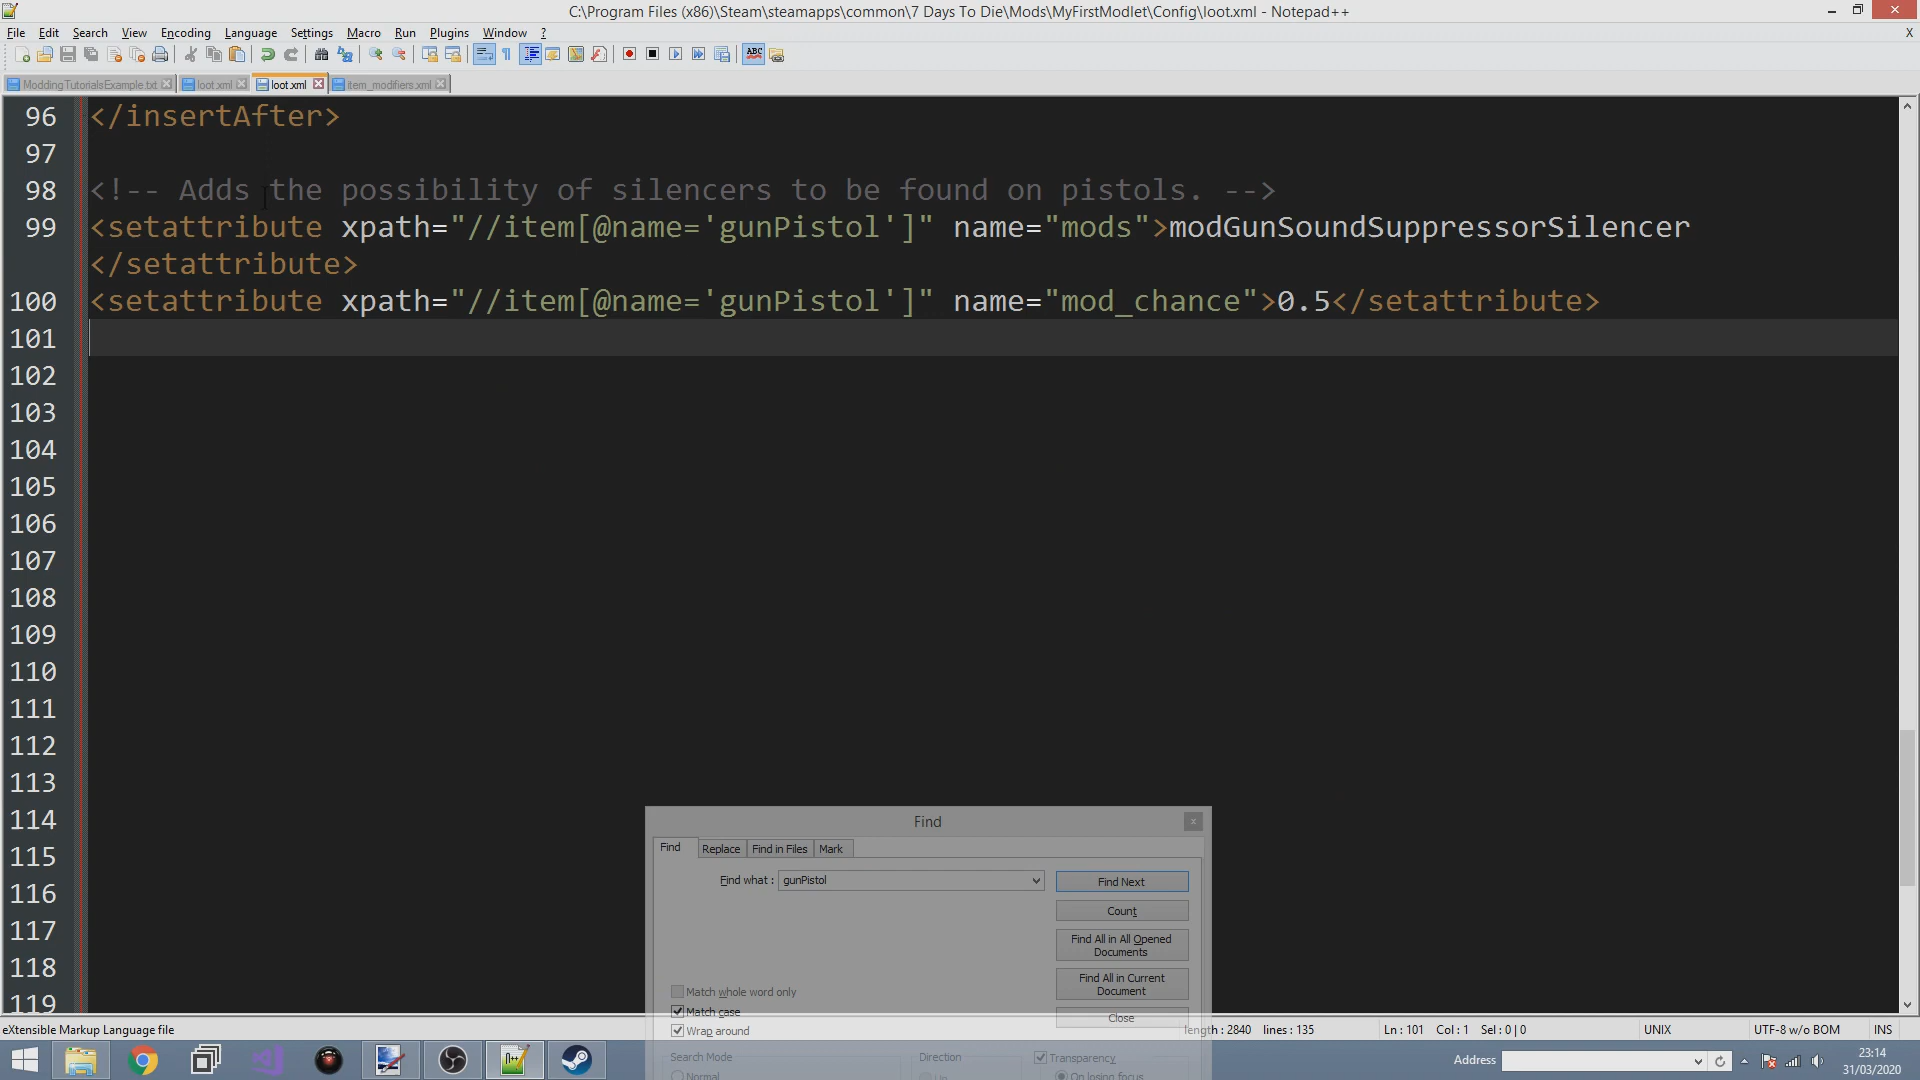 C:\Program Files (x86)\Steam\steamapps\common\7 Days To Die\Mods\MyFirstModlet\Config\loot.xml - Notepad++
File Edit Search View Encoding Language Settings Macro Run Plugins Window ? X
ModdingTutorialsExample.txt loot.xml loot.xml item_modifiers.xml
96 </insertAfter>
97
98 <!-- Adds the possibility of silencers to be found on pistols. -->
99 <setattribute xpath="//item[@name='gunPistol']" name="mods">modGunSoundSuppressorSilencer
</setattribute>
100 <setattribute xpath="//item[@name='gunPistol']" name="mod_chance">0.5</setattribute>
101
102
103
104
105
106
107
108
109
110
111
112
113
114
115
116
117
118
119
Find
Find Replace Find in Files Mark
Find what : gunPistol Find Next
Count
Find All in All Opened
Documents
Find All in Current
Document
Match whole word only
Match case
Close
Wrap around
Search Mode Direction Transparency
Normal Up On losing focus
eXtensible Markup Language file length : 2840 lines : 135 Ln : 101 Col : 1 Sel : 0 | 0 UNIX UTF-8 w/o BOM INS
Address
23:14
31/03/2020